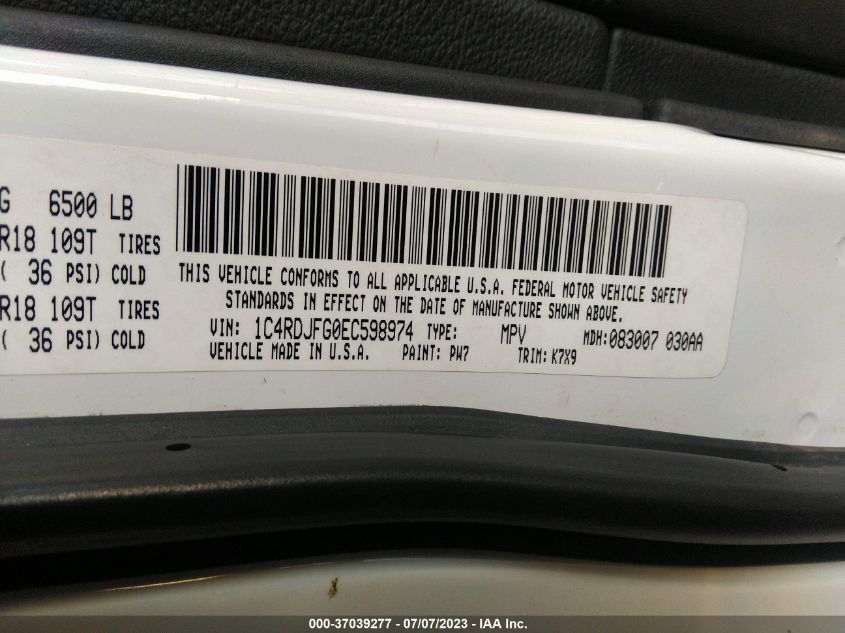 G 6500 LB
R18 109T TIRES
( 36 PSI) COLD
R18 109T TIRES
( 36 PSI) COLD
THIS VEHICLE CONFORMS TO ALL APPLICABLE U.S.A. FEDERAL MOTOR VEHICLE SAFETY
STANDARDS IN EFFECT ON THE DATE OF MANUFACTURE SHOWN ABOVE.
VIN: 1C4RDJFG0EC598974 TYPE: MPV MDH:083007 030AA
VEHICLE MADE IN U.S.A. PAINT: PW7 TRIM: K7X9
000-37039277 - 07/07/2023 - IAA Inc.